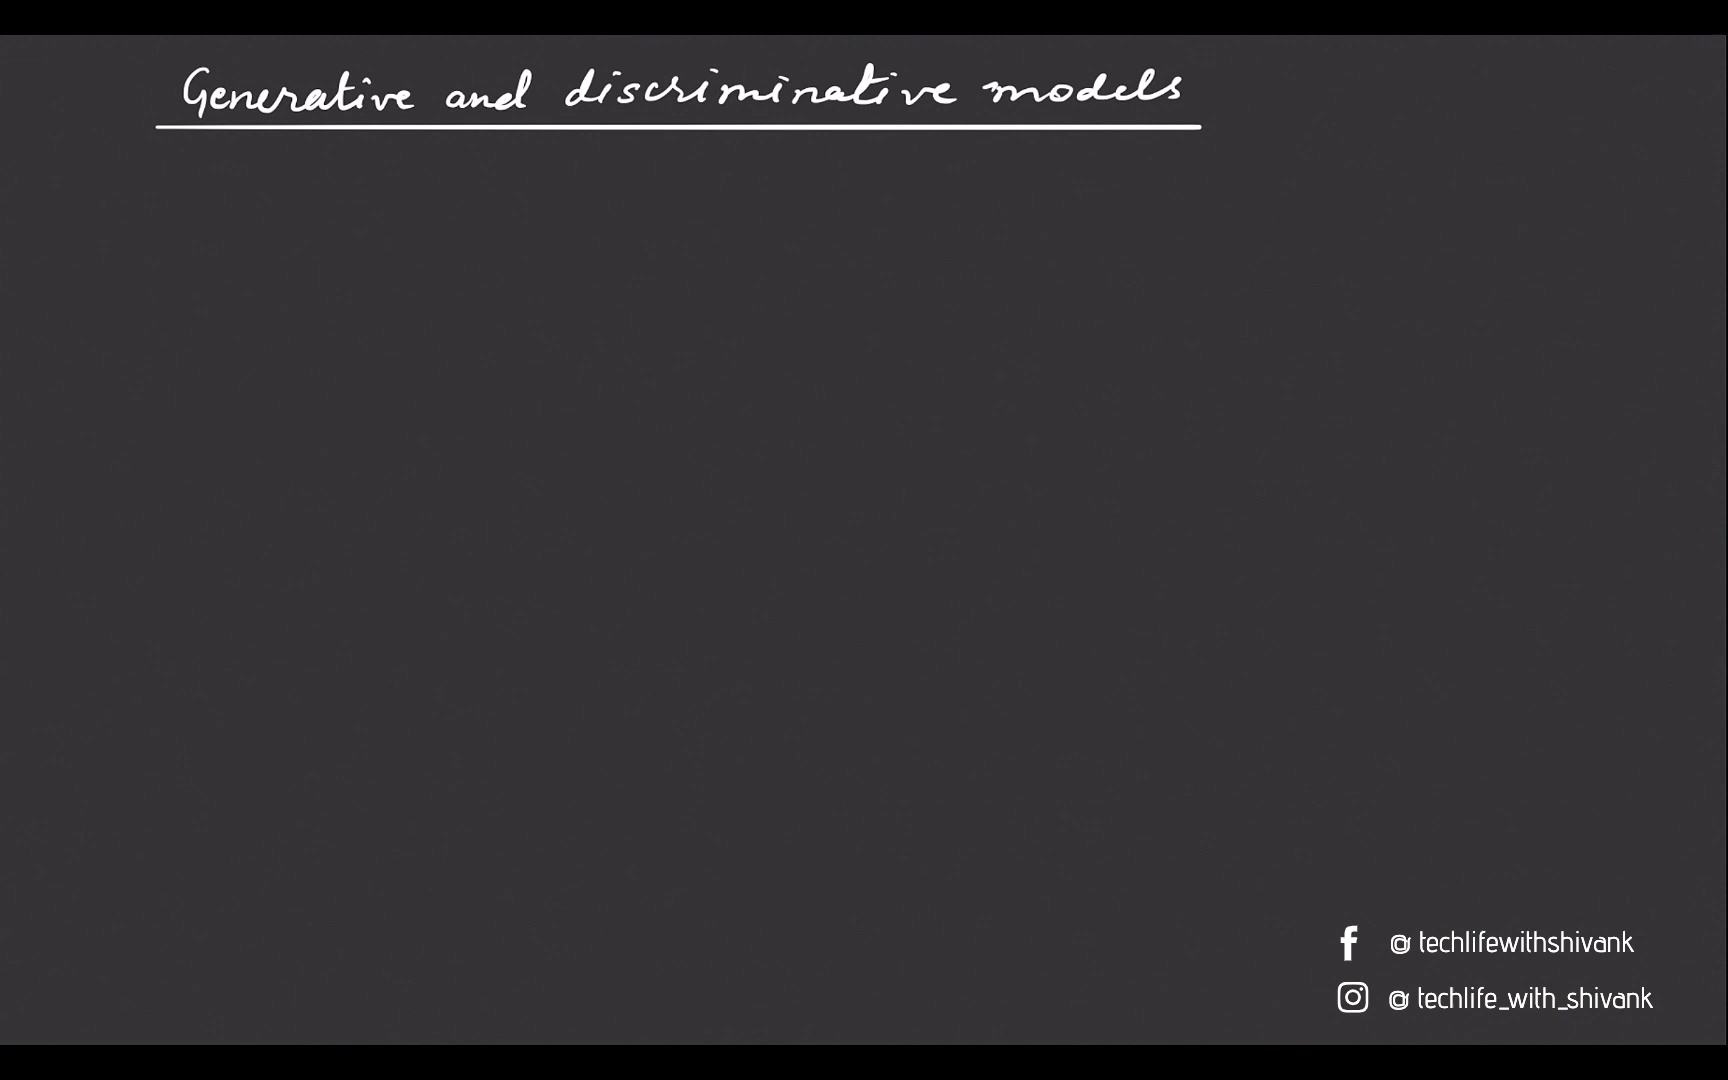 Generative and discriminative models
@ techlifewithshivank
@ techlife_with_shivank